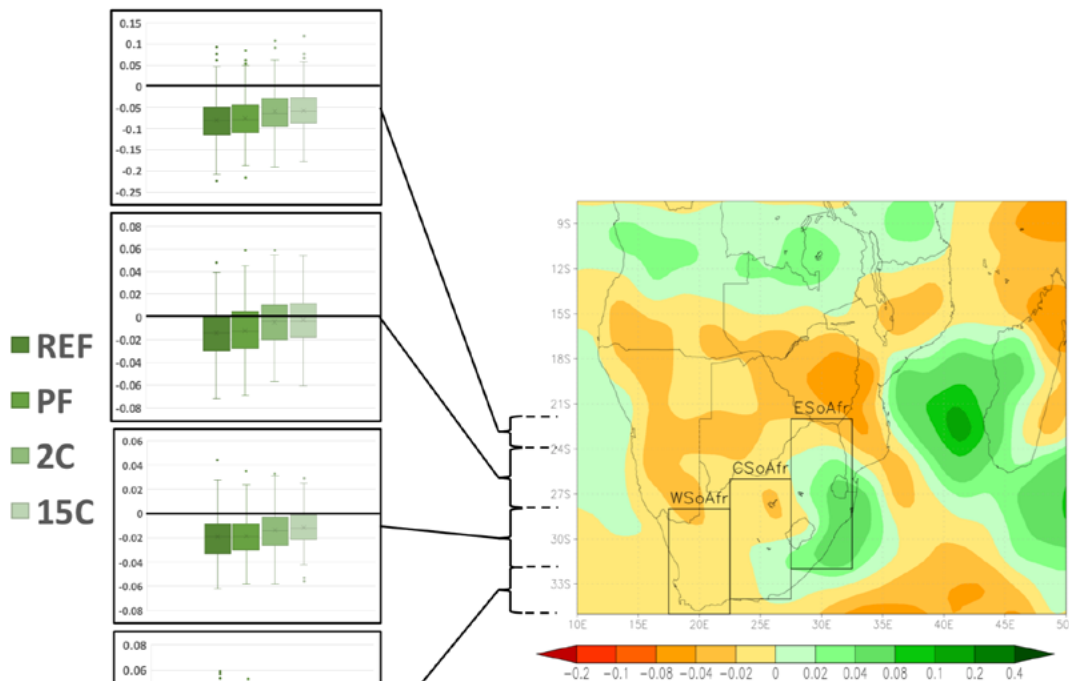 0.15
0.1
0.05
0
-0.05
-0.1
-0.15
-0.2
-0.25
0.08
0.06
0.04
0.02
0
-0.02
-0.04
-0.06
-0.08
REF
PF
2C
15C
0.06
0.04
0.02
0
-0.02
-0.04
-0.06
-0.08
0.08
0.06
9S
12S
15S
18S
21S
24S
27S
30S
33S
ESoAfr
CSoAfr
WSoAfr
10E 15E 20E 25E 30E 35E 40E 45E 50
-0.2 -0.1 -0.08 -0.04 -0.02 0 0.02 0.04 0.08 0.1 0.2 0.4